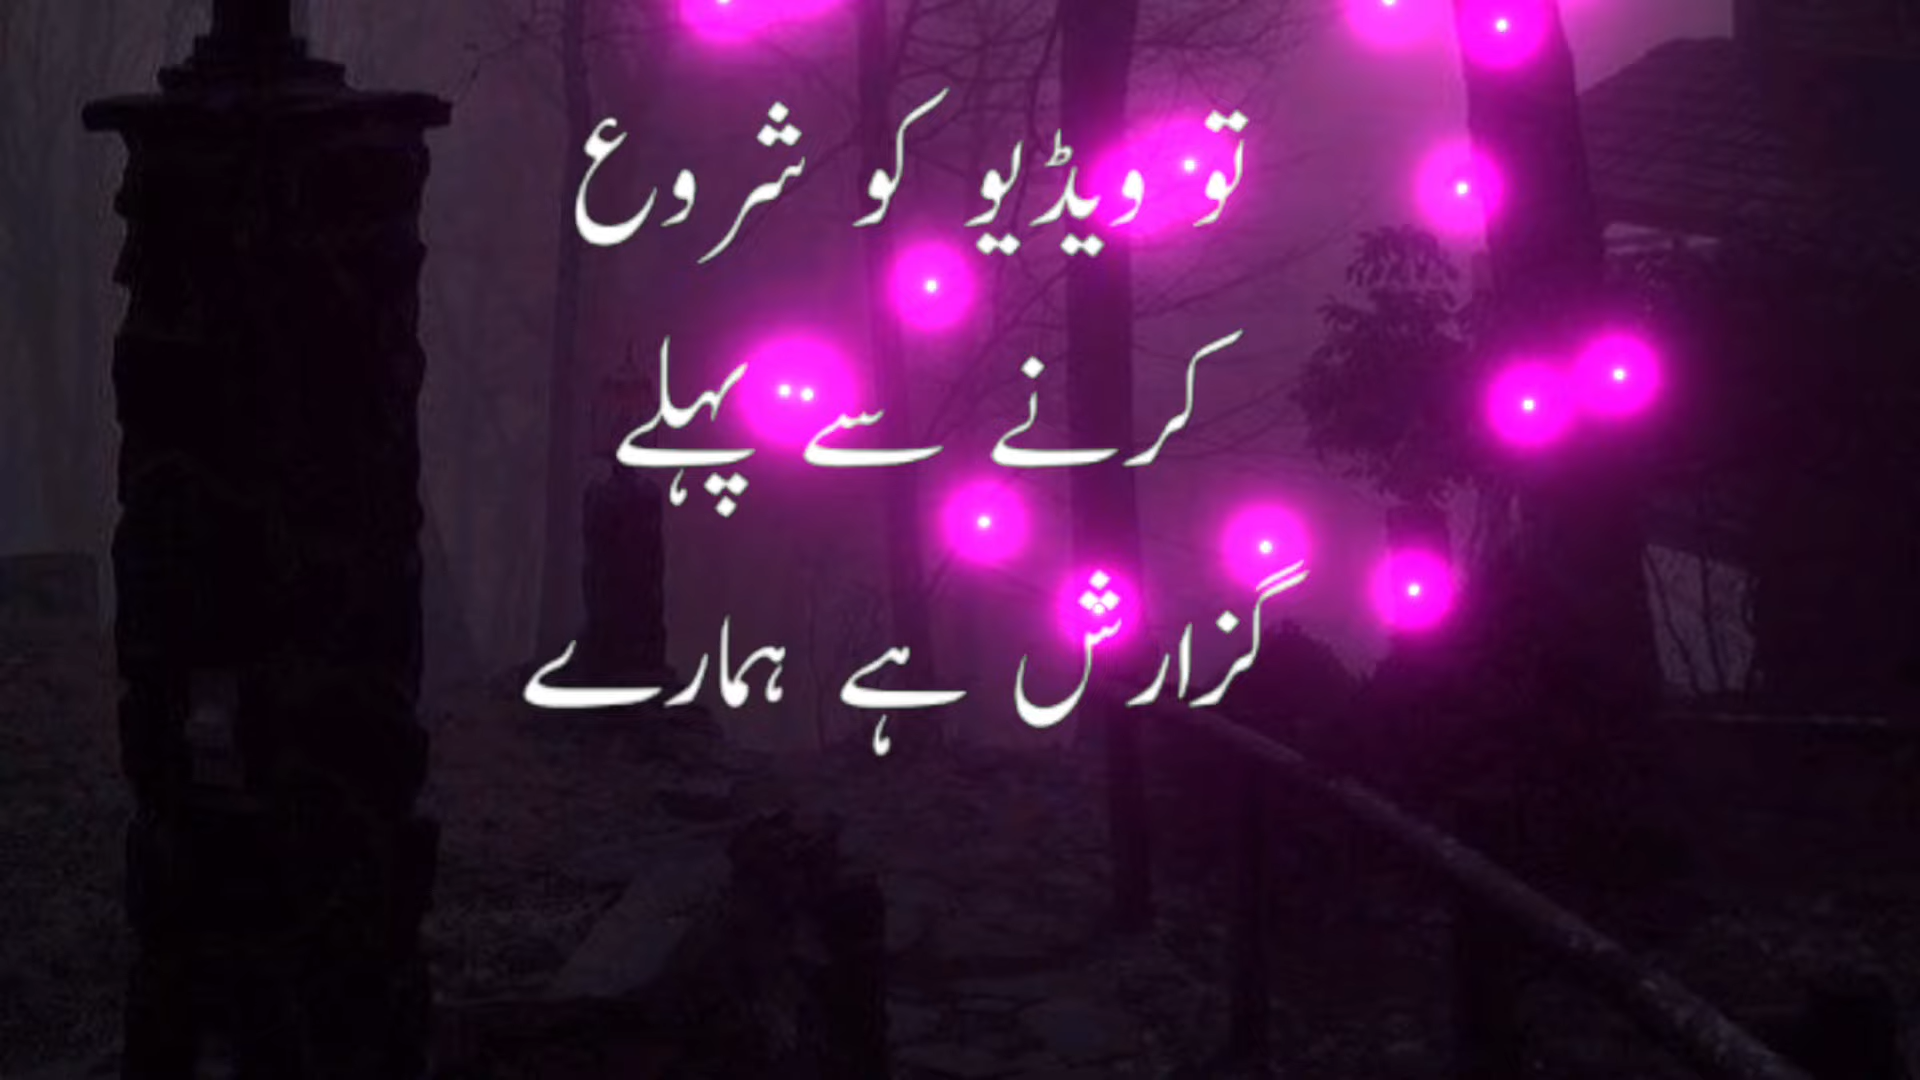 تو ویڈیو کو شروع
کرنے سے پہلے
گزارش ہے ہمارے